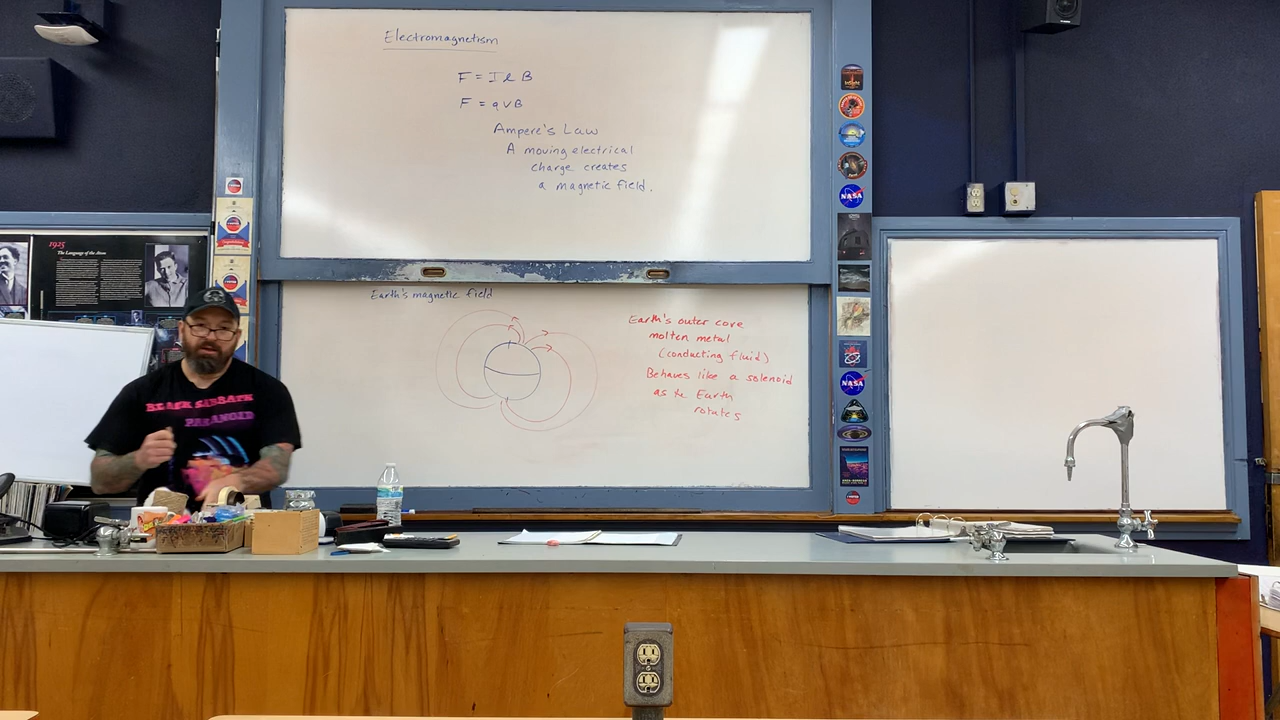 Electromagnetism
F = I ℓ B
F = qvB
Ampere's Law
A moving electrical
charge creates
a magnetic field.
Earth's magnetic field
Earth's outer core
molten metal
(conducting fluid)
Behaves like a solenoid
as the Earth
rotates
1925
The Language of the Atom
BLACK SABBATH
PARANOID
NASA
NASA